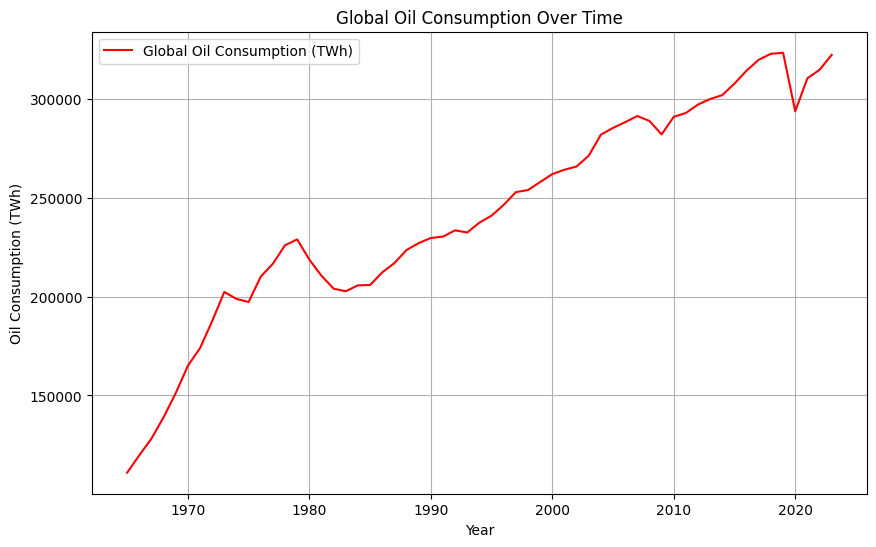 Global Oil Consumption Over Time
Global Oil Consumption (TWh)
Oil Consumption (TWh)
300000
250000
200000
150000
1970
1980
1990
2000
2010
2020
Year